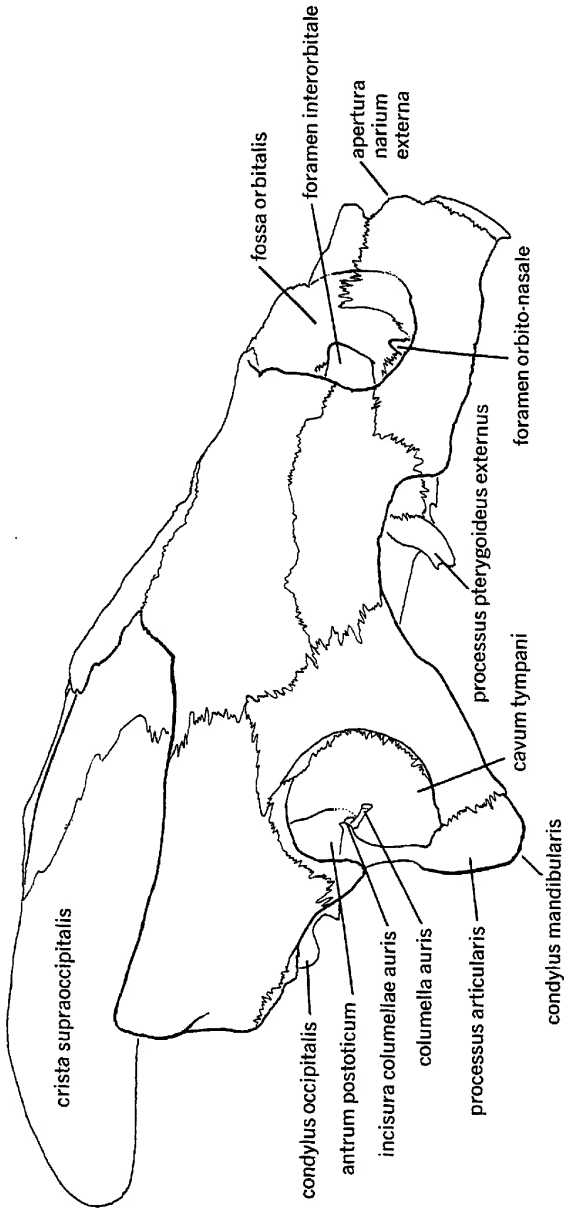 crista supraoccipitalis
condylus occipitalis
antrum postoticum
incisura columellae auris
columella auris
processus articularis
condylus mandibularis
cavum tympani
processus pterygoideus externus
foramen orbito-nasale
fossa orbitalis
foramen interorbitale
apertura
narium
externa